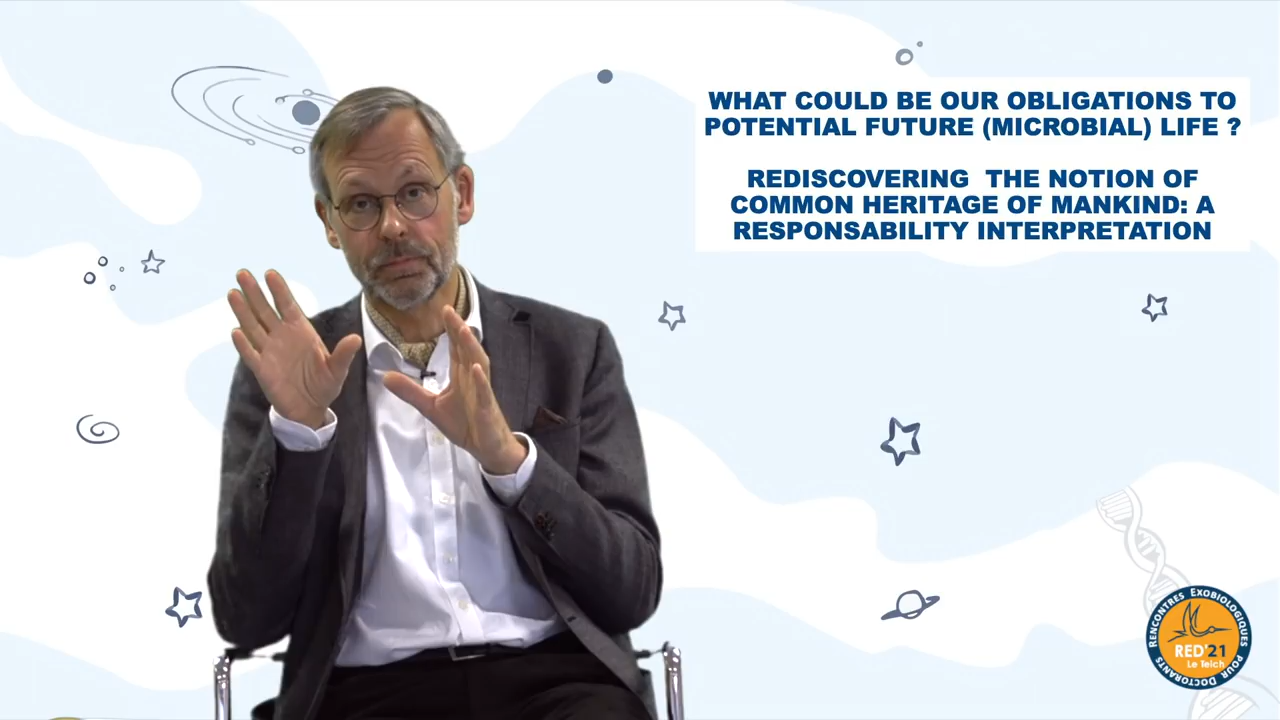 WHAT COULD BE OUR OBLIGATIONS TO
POTENTIAL FUTURE (MICROBIAL) LIFE ?
REDISCOVERING THE NOTION OF
COMMON HERITAGE OF MANKIND: A
RESPONSABILITY INTERPRETATION
RENCONTRES EXOBIOLOGIQUES
POUR DOCTORANTS
RED'21
Le Teich